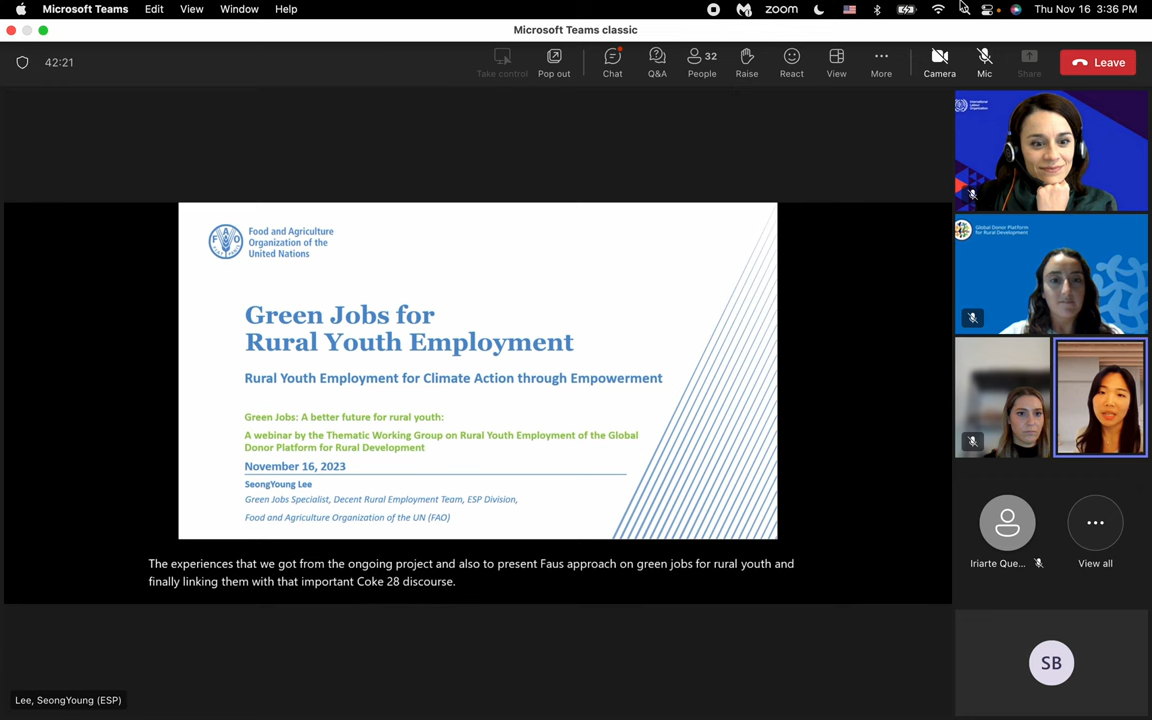 Microsoft Teams Edit View Window Help zoom Thu Nov 16 3:36 PM
Microsoft Teams classic
42:21 Take control Pop out Chat Q&A 32 People Raise React View More Camera Mic Share Leave
International
Labour
Organization
Food and Agriculture
Organization of the
United Nations
Global Donor Platform
for Rural Development
Green Jobs for
Rural Youth Employment
Rural Youth Employment for Climate Action through Empowerment
Green Jobs: A better future for rural youth:
A webinar by the Thematic Working Group on Rural Youth Employment of the Global
Donor Platform for Rural Development
November 16, 2023
SeongYoung Lee
Green Jobs Specialist, Decent Rural Employment Team, ESP Division,
Food and Agriculture Organization of the UN (FAO)
The experiences that we got from the ongoing project and also to present Faus approach on green jobs for rural youth and
finally linking them with that important Coke 28 discourse.
Iriarte Que... View all
SB
Lee, SeongYoung (ESP)